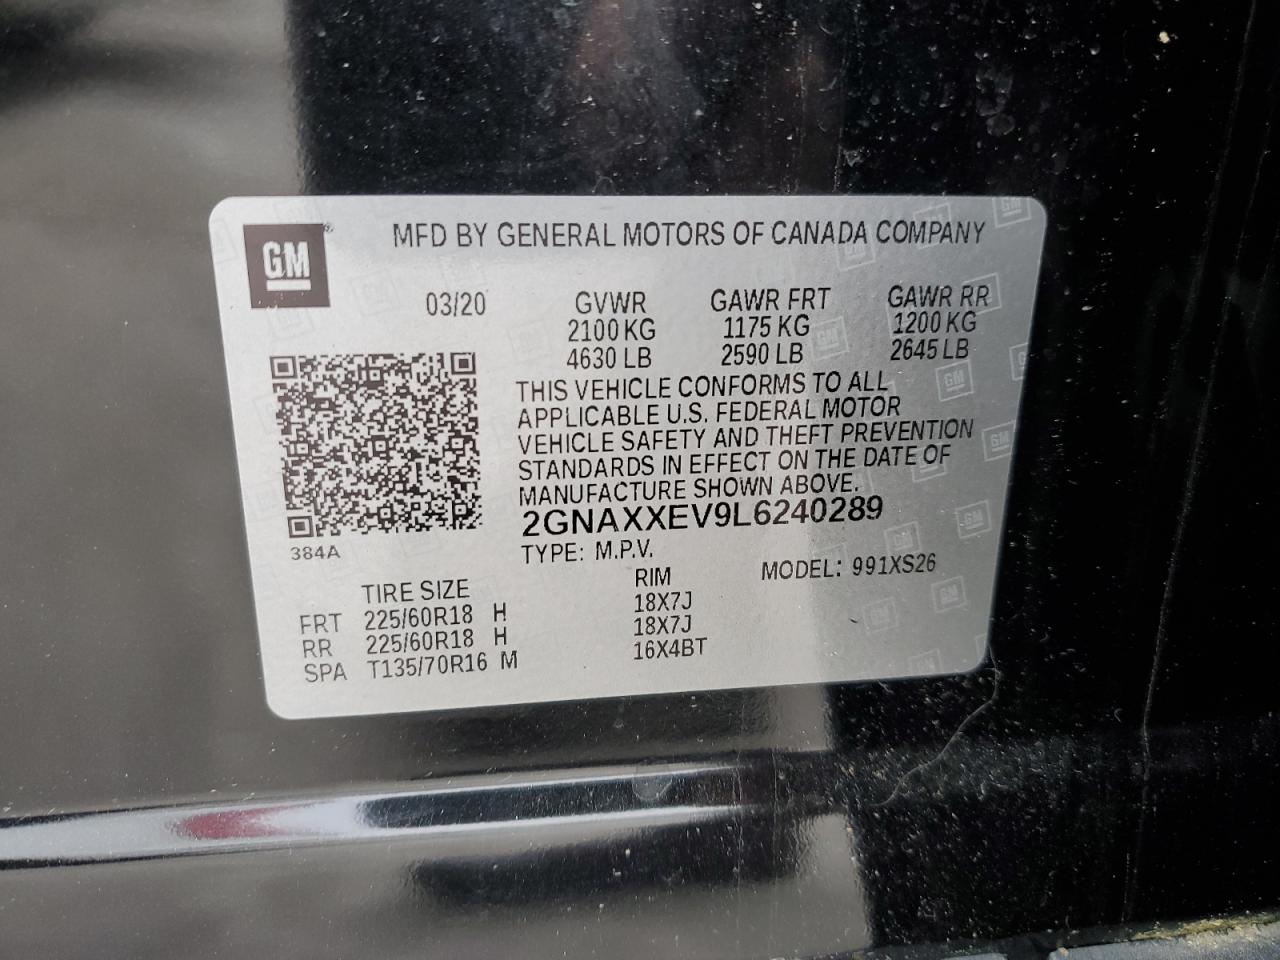 GM
MFD BY GENERAL MOTORS OF CANADA COMPANY
03/20 GVWR GAWR FRT GAWR RR
2100 KG 1175 KG 1200 KG
4630 LB 2590 LB 2645 LB
THIS VEHICLE CONFORMS TO ALL
APPLICABLE U.S. FEDERAL MOTOR
VEHICLE SAFETY AND THEFT PREVENTION
STANDARDS IN EFFECT ON THE DATE OF
MANUFACTURE SHOWN ABOVE.
2GNAXXEV9L6240289
384A
TYPE: M.P.V. MODEL: 991XS26
TIRE SIZE RIM
FRT 225/60R18 H 18X7J
RR 225/60R18 H 18X7J
SPA T135/70R16 M 16X4BT